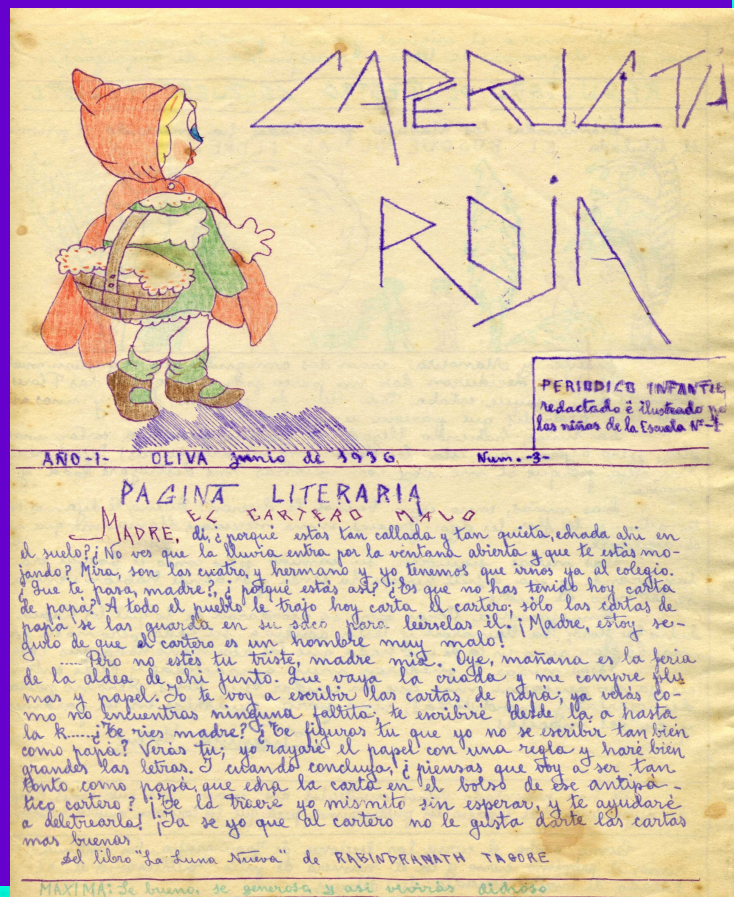 CAPERUCITA
ROJA
PERIODICO INFANTIL
redactado é ilustrado po
las niñas de la Escuela Nº-1
AÑO-1- OLIVA junio de 1936 Num.-3-
PAGINA LITERARIA
EL CARTERO MALO
MADRE, di, ¿porqué estás tan callada y tan quieta, echada ahi en
el suelo? ¿No ves que la lluvia entra por la ventana abierta y que te estás mo-
jando? Mira, son las cuatro, y hermano y yo tenemos que irnos ya al colegio.
¿Que te pasa, madre?, ¿porqué estás así? ¿Es que no has tenido hoy carta
de papá? A todo el pueblo le trajo hoy carta el cartero; sólo las cartas de
papá se las guarda en su saco para leérselas él. ¡Madre, estoy se-
guro de que el cartero es un hombre muy malo!
.....Pero no estés tu triste, madre mia. Oye, mañana es la feria
de la aldea de ahi junto. Que vaya la criada y me compre plu
mas y papel. Yo te voy a escribir las cartas de papá; ya verás co-
mo no encuentras ninguna faltita; te escribiré desde la a hasta
la k.....¿Te ries madre? ¿Te figuras tu que yo no se escribir tan bién
como papá? Verás tu; yo rayaré el papel con una regla y haré bién
grandes las letras. Y cuando concluya, ¿piensas que voy a ser tan
tonto como papá, que echa la carta en el bolso de ese antipa-
tico cartero? ¡Te la traeré yo mismito sin esperar, y te ayudaré
a deletrearla! ¡Ya se yo que al cartero no le gusta darte las cartas
mas buenas
del libro "La Luna Nueva" de RABINDRANATH TAGORE
MAXIMA: Se bueno, se generoso y asi vivirás dichoso